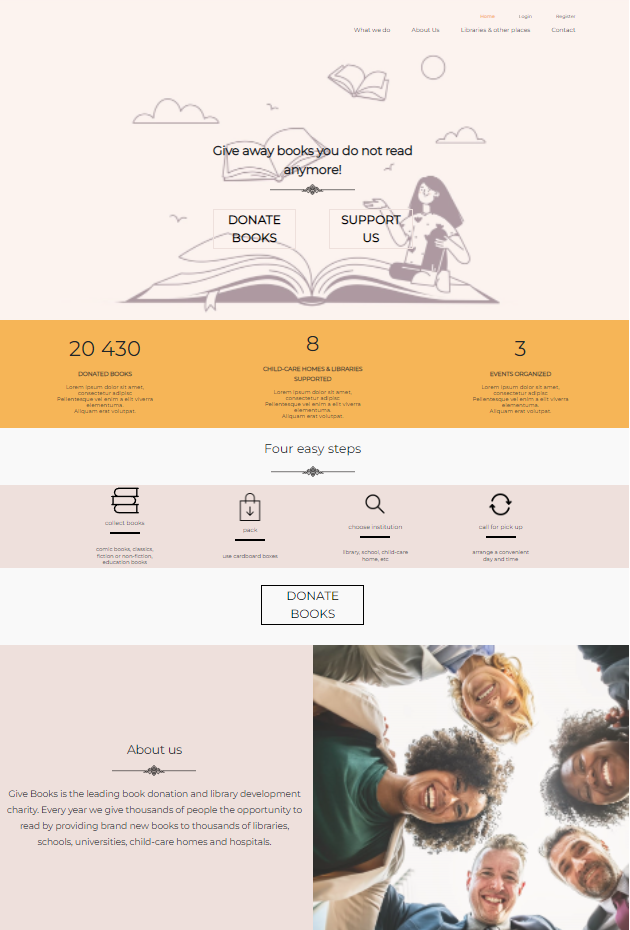 Home Login Register
What we do About Us Libraries & other places Contact
Give away books you do not read
anymore!
DONATE
BOOKS
SUPPORT
US
20 430
DONATED BOOKS
Lorem ipsum dolor sit amet,
consectetur adipisc
Pellentesque vel enim a elit viverra
elementuma.
Aliquam erat volutpat.
8
CHILD-CARE HOMES & LIBRARIES
SUPPORTED
Lorem ipsum dolor sit amet,
consectetur adipisc
Pellentesque vel enim a elit viverra
elementuma.
Aliquam erat volutpat.
3
EVENTS ORGANIZED
Lorem ipsum dolor sit amet,
consectetur adipisc
Pellentesque vel enim a elit viverra
elementuma.
Aliquam erat volutpat.
Four easy steps
collect books
comic books, classics,
fiction or non-fiction,
education books
pack
use cardboard boxes
choose institution
library, school, child-care
home, etc
call for pick up
arrange a convenient
day and time
DONATE
BOOKS
About us
Give Books is the leading book donation and library development
charity. Every year we give thousands of people the opportunity to
read by providing brand new books to thousands of libraries,
schools, universities, child-care homes and hospitals.